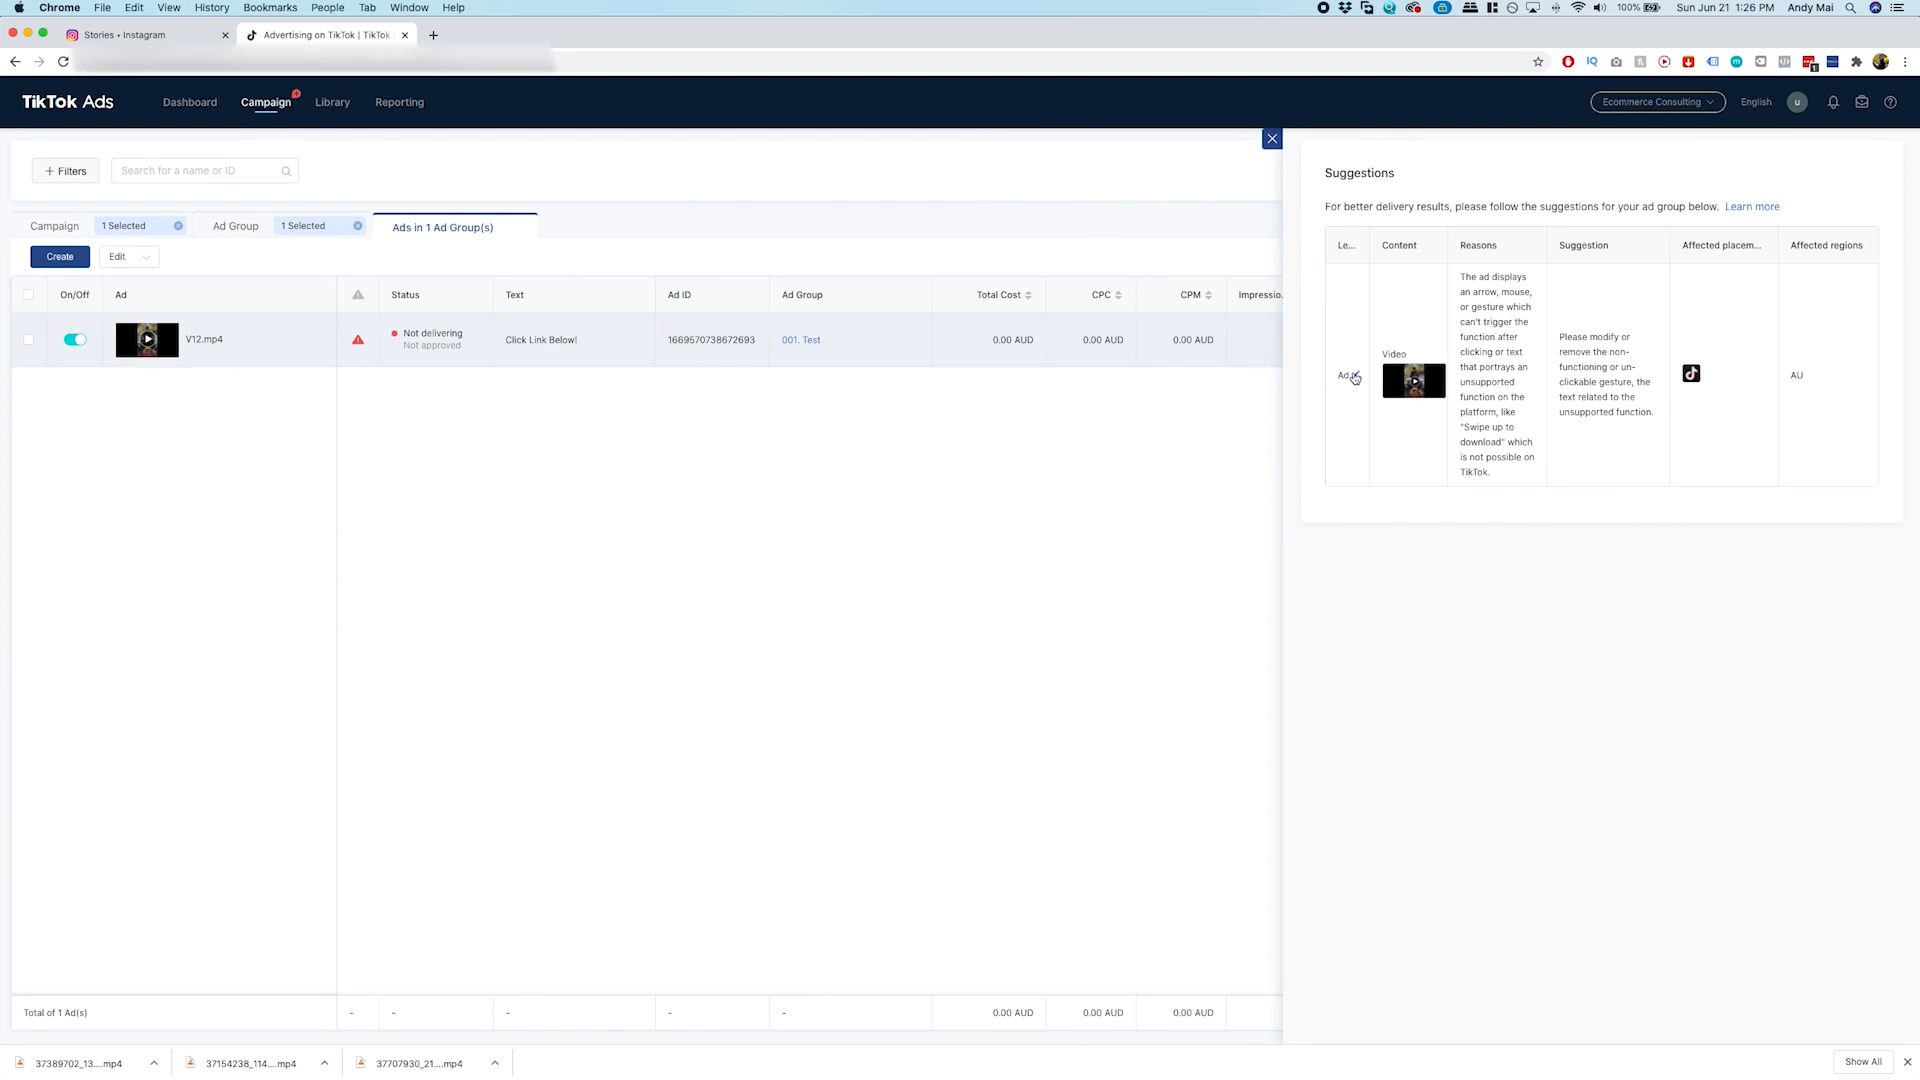 Chrome File Edit View History Bookmarks People Tab Window Help 100% Sun Jun 21 1:26 PM Andy Mai
Stories • Instagram Advertising on TikTok | TikTok
TikTok Ads Dashboard Campaign Library Reporting Ecommerce Consulting English u
Filters Search for a name or ID
Campaign 1 Selected Ad Group 1 Selected Ads in 1 Ad Group(s)
Create Edit
On/Off Ad Status Text Ad ID Ad Group Total Cost CPC CPM Impressio...
V12.mp4 Not delivering Click Link Below! 1669570738672693 001. Test 0.00 AUD 0.00 AUD 0.00 AUD
Not approved
Suggestions
For better delivery results, please follow the suggestions for your ad group below. Learn more
Le... Content Reasons Suggestion Affected placem... Affected regions
Ad
Video
The ad displays
an arrow, mouse,
or gesture which
can't trigger the
function after
clicking or text
that portrays an
unsupported
function on the
platform, like
"Swipe up to
download" which
is not possible on
TikTok.
Please modify or
remove the non-
functioning or un-
clickable gesture, the
text related to the
unsupported function.
AU
Total of 1 Ad(s) - - - - - 0.00 AUD 0.00 AUD 0.00 AUD
37389702_13....mp4 37154238_114....mp4 37707930_21....mp4 Show All